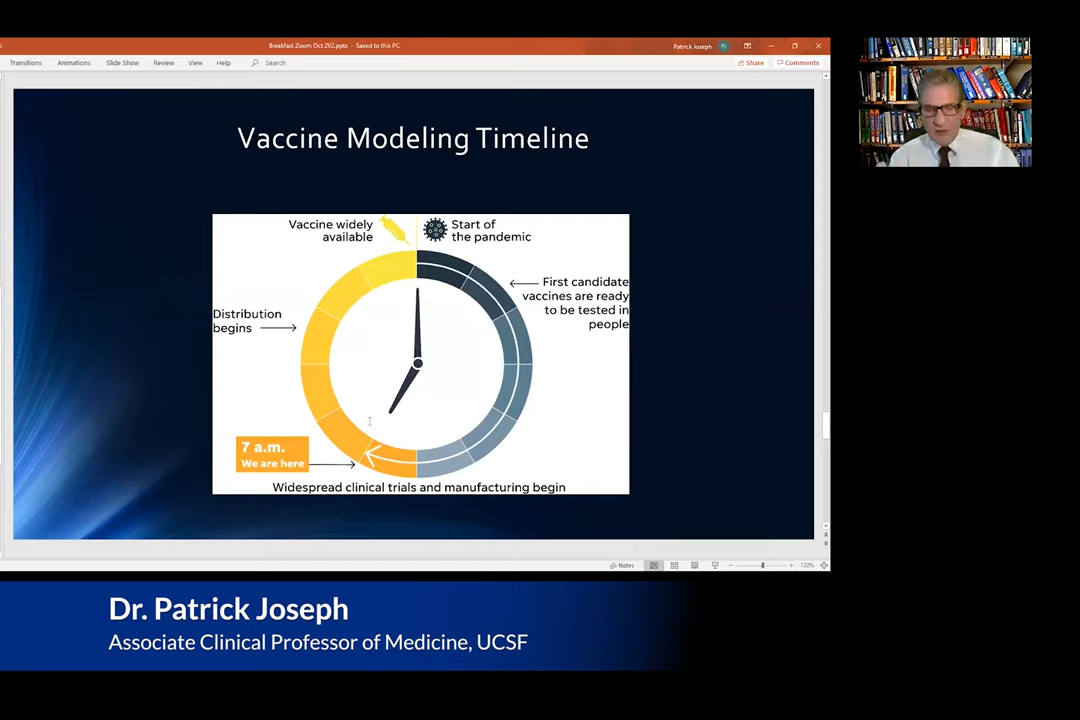 Breakfast Zoom Oct 2V2.pptx - Saved to this PC
Patrick Joseph
PJ
Transitions
Animations
Slide Show
Review
View
Help
Search
Share
Comments
Vaccine Modeling Timeline
Vaccine widely
available
Start of
the pandemic
First candidate
vaccines are ready
to be tested in
people
Distribution
begins
7 a.m.
We are here
Widespread clinical trials and manufacturing begin
Notes
122%
Dr. Patrick Joseph
Associate Clinical Professor of Medicine, UCSF